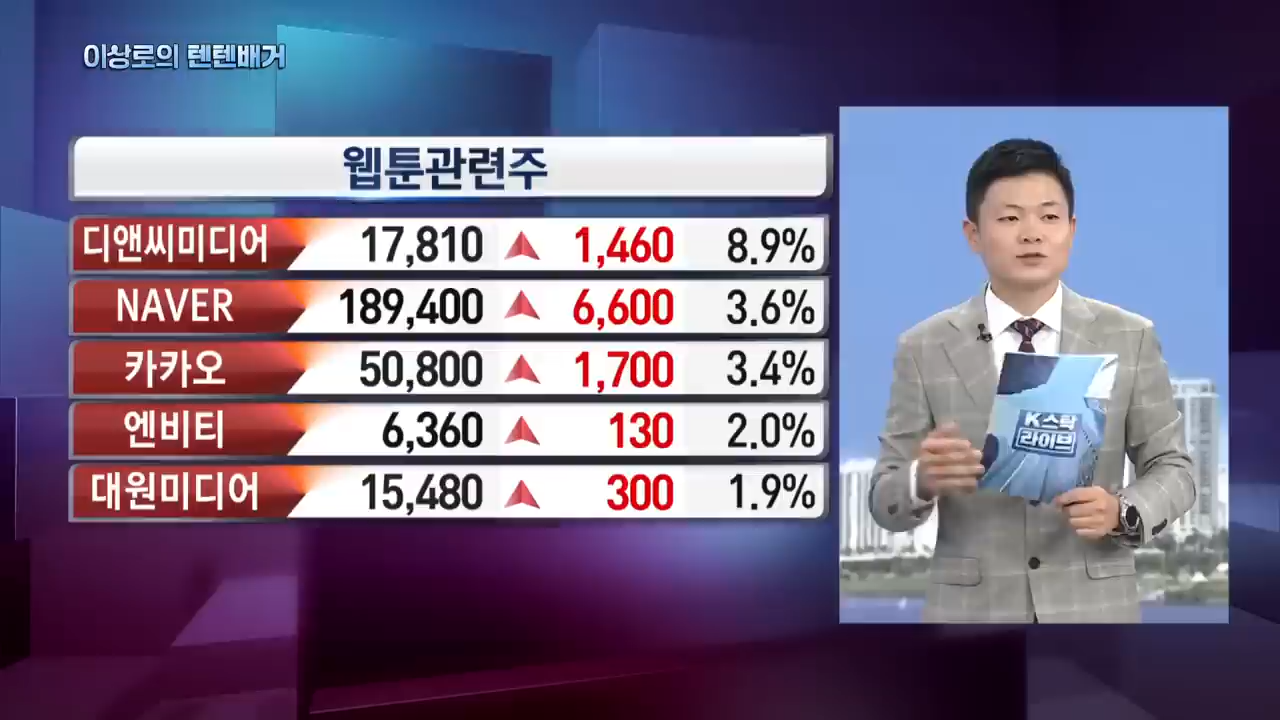 이상로의 텐텐배거
웹툰관련주
디앤씨미디어 17,810 ▲ 1,460 8.9%
NAVER 189,400 ▲ 6,600 3.6%
카카오 50,800 ▲ 1,700 3.4%
엔비티 6,360 ▲ 130 2.0%
대원미디어 15,480 ▲ 300 1.9%
K스탁
라이브